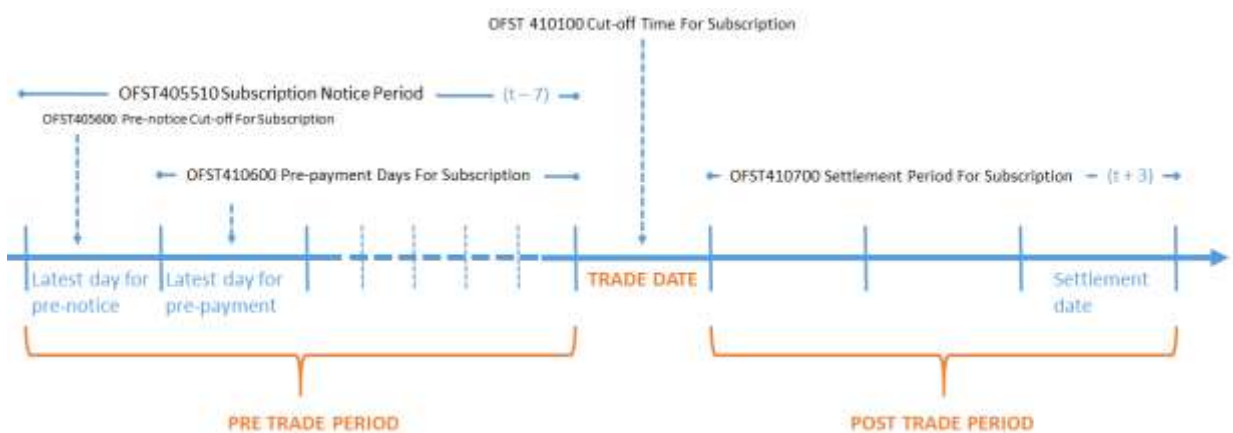 OFST 410100 Cut-off Time For Subscription
OFST405510 Subscription Notice Period (t – 7)
OFST405600 Pre-notice Cut-off For Subscription
OFST410600 Pre-payment Days For Subscription
OFST410700 Settlement Period For Subscription (t + 3)
Latest day for
pre-notice
Latest day for
pre-payment
TRADE DATE
Settlement
date
PRE TRADE PERIOD
POST TRADE PERIOD